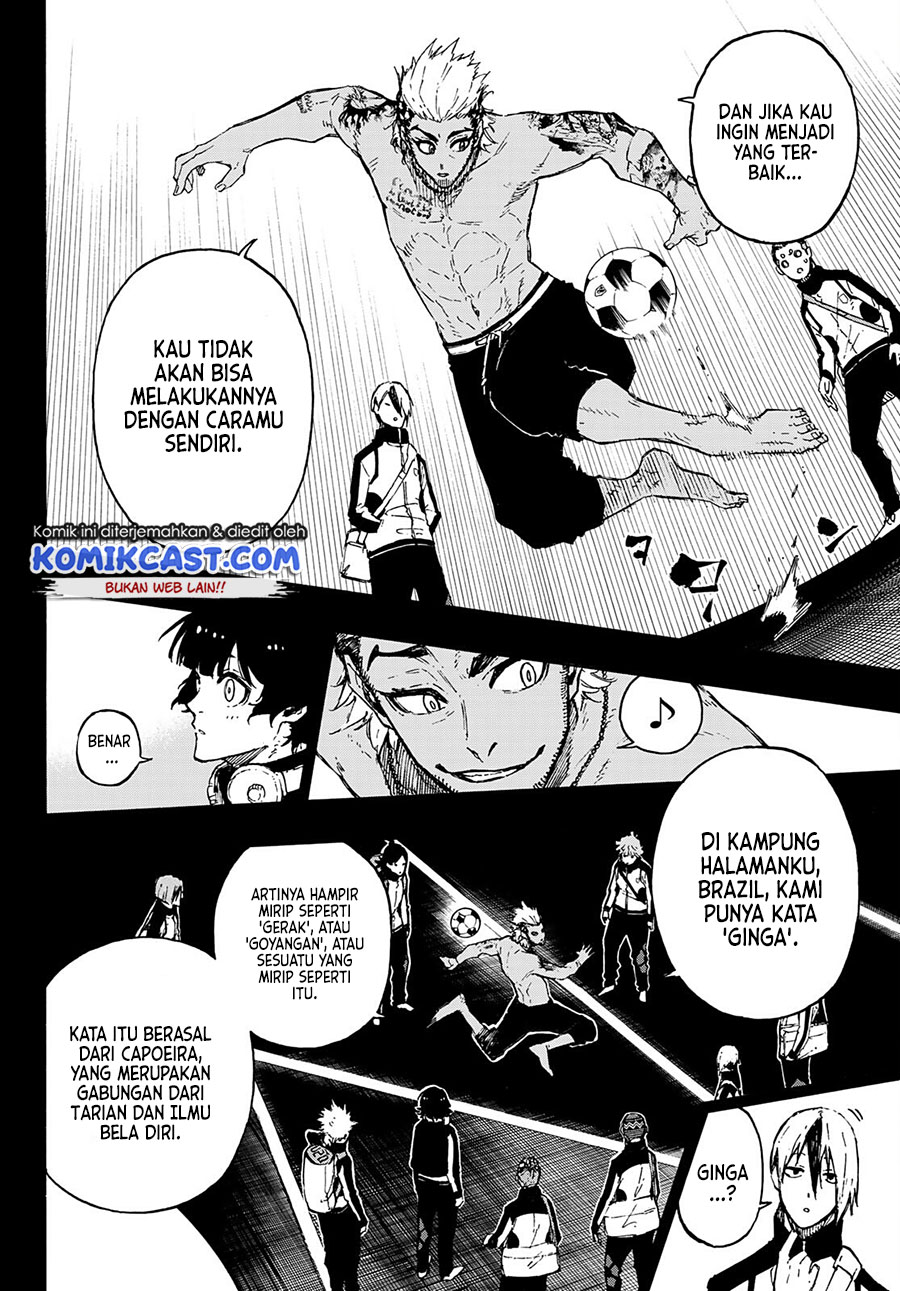 DAN JIKA KAU
INGIN MENJADI
YANG TER-
BAIK...
KAU TIDAK
AKAN BISA
MELAKUKANNYA
DENGAN CARAMU
SENDIRI.
Komik ini diterjemahkan & diedit oleh
KOMIKCAST.COM
BUKAN WEB LAIN!!
BENAR
...
DI KAMPUNG
HALAMANKU,
BRAZIL, KAMI
PUNYA KATA
'GINGA'.
ARTINYA HAMPIR
MIRIP SEPERTI
'GERAK', ATAU
'GOYANGAN', ATAU
SESUATU YANG
MIRIP SEPERTI
ITU.
KATA ITU BERASAL
DARI CAPOEIRA,
YANG MERUPAKAN
GABUNGAN DARI
TARIAN DAN ILMU
BELA DIRI.
GINGA
...?